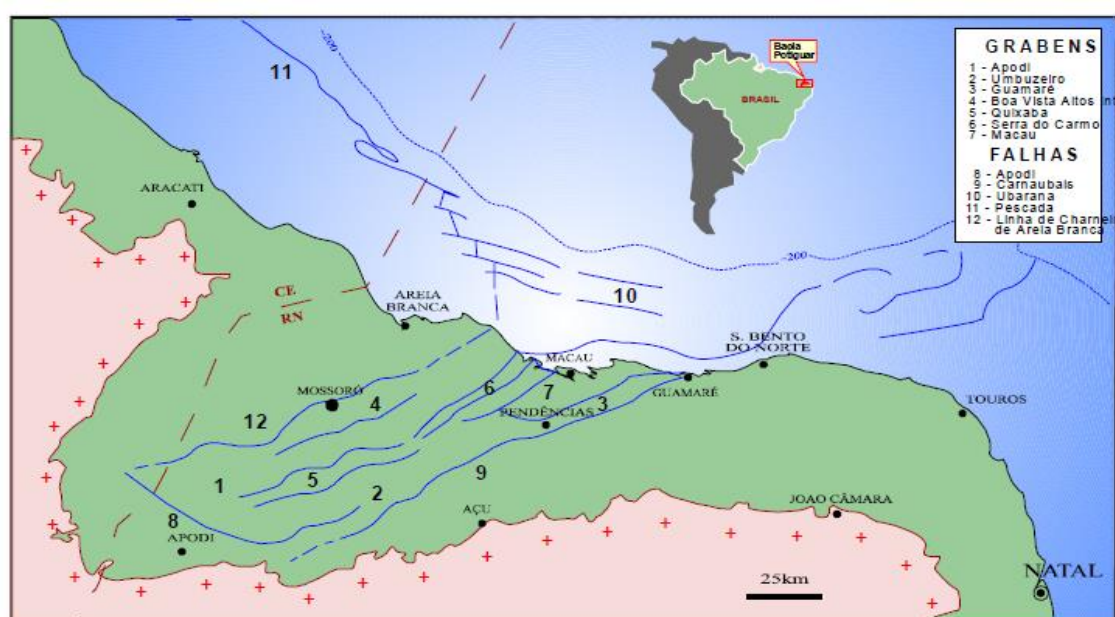 GRABENS
1 - Apodi
2 - Umbuzeiro
3 - Guamaré
4 - Boa Vista Altos Int
5 - Quixaba
6 - Serra do Carmo
7 - Macau
FALHAS
8 - Apodi
9 - Carnaubais
10 - Ubarana
11 - Pescada
12 - Linha de Charnei
de Areia Branca
Bacia
Potiguar
BRASIL
-200
11
ARACATI
-200
CE
RN
AREIA
BRANCA
10
S. BENTO
DO NORTE
MACAU
GUAMARÉ
MOSSORÓ
6
7
3
4
12
PENDÊNCIAS
TOUROS
9
5
1
2
8
APODI
AÇU
JOAO CÂMARA
25km
NATAL